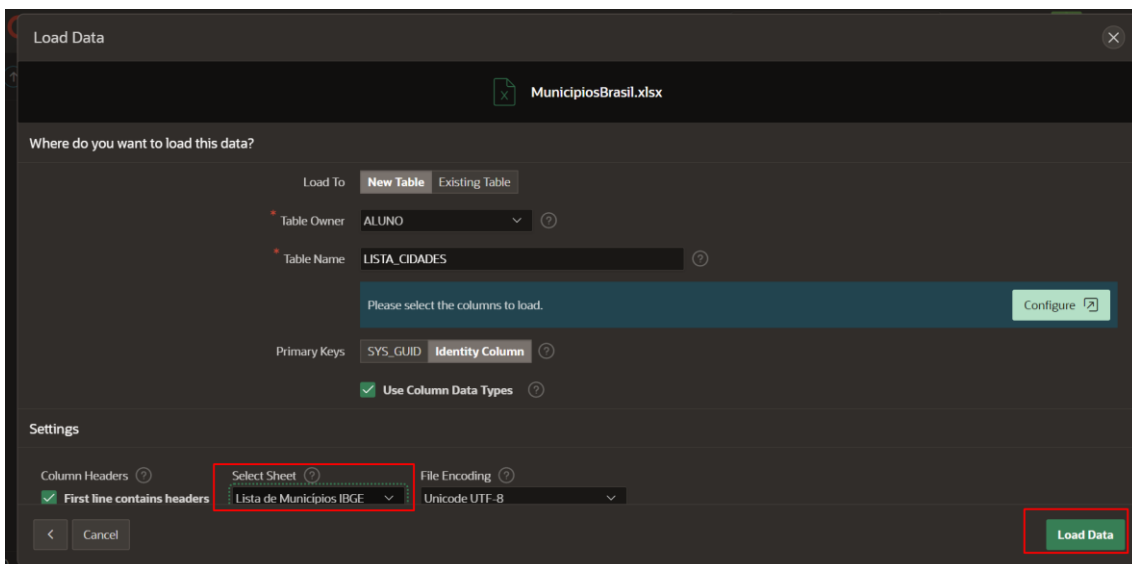 Load Data
MunicipiosBrasil.xlsx
Where do you want to load this data?
Load To New Table Existing Table
* Table Owner ALUNO
* Table Name LISTA_CIDADES
Please select the columns to load. Configure
Primary Keys SYS_GUID Identity Column
Use Column Data Types
Settings
Column Headers Select Sheet File Encoding
First line contains headers Lista de Municípios IBGE Unicode UTF-8
Cancel Load Data